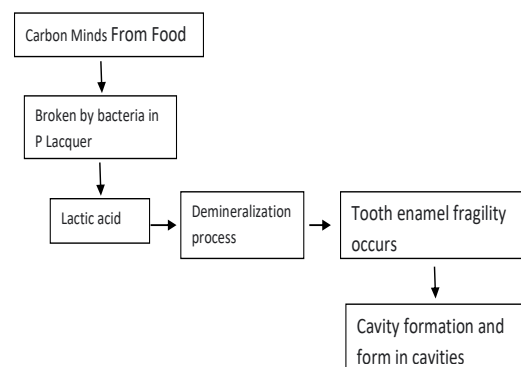 Carbon Minds From Food
Broken by bacteria in
P Lacquer
Lactic acid
Demineralization
process
Tooth enamel fragility
occurs
Cavity formation and
form in cavities